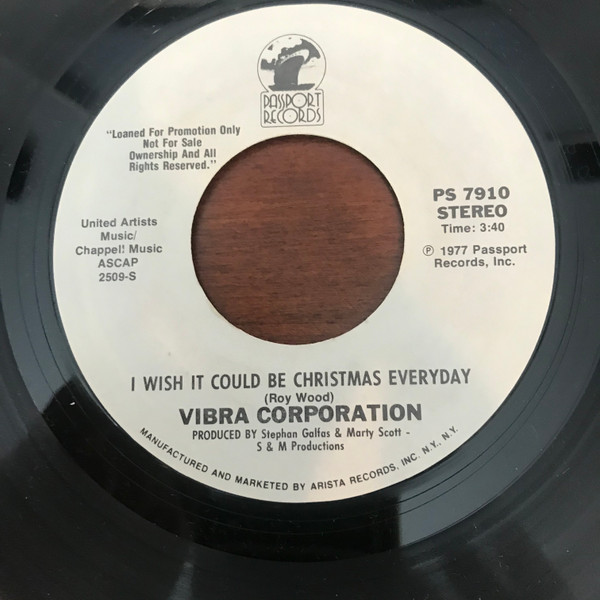 PASSPORT
RECORDS
"Loaned For Promotion Only
Not For Sale
Ownership And All
Rights Reserved."
United Artists
Music/
Chappell Music
ASCAP
2509-S
PS 7910
STEREO
Time: 3:40
℗ 1977 Passport
Records, Inc.
I WISH IT COULD BE CHRISTMAS EVERYDAY
(Roy Wood)
VIBRA CORPORATION
PRODUCED BY Stephan Galfas & Marty Scott -
S & M Productions
MANUFACTURED AND MARKETED BY ARISTA RECORDS, INC. N.Y., N.Y.